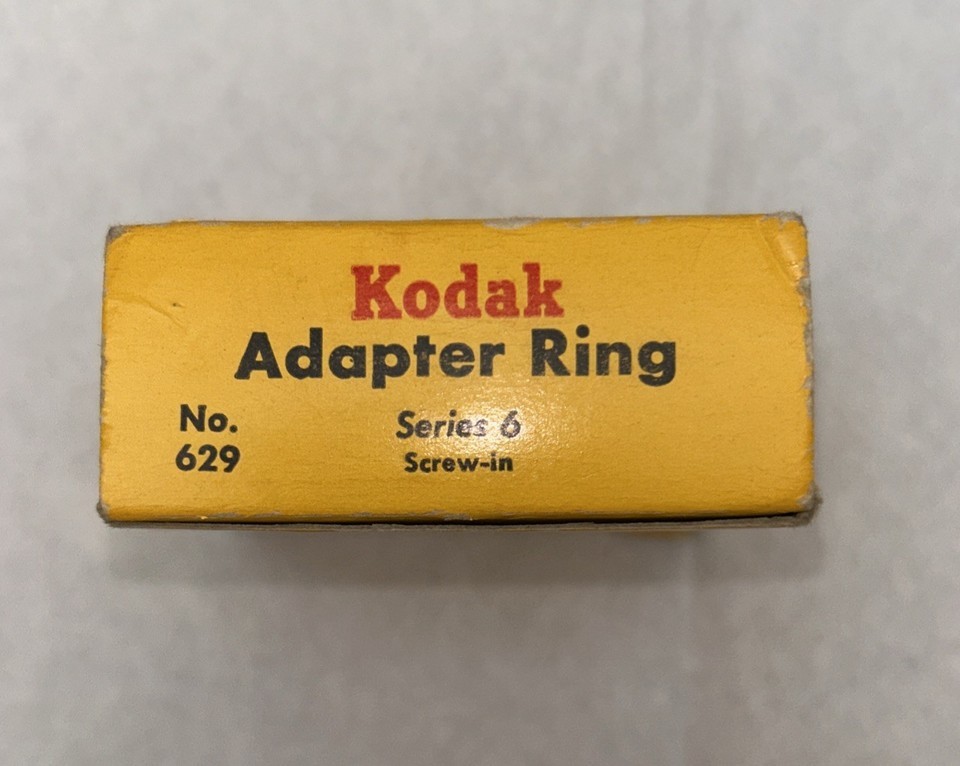 Kodak
Adapter Ring
No. Series 6
629 Screw-in